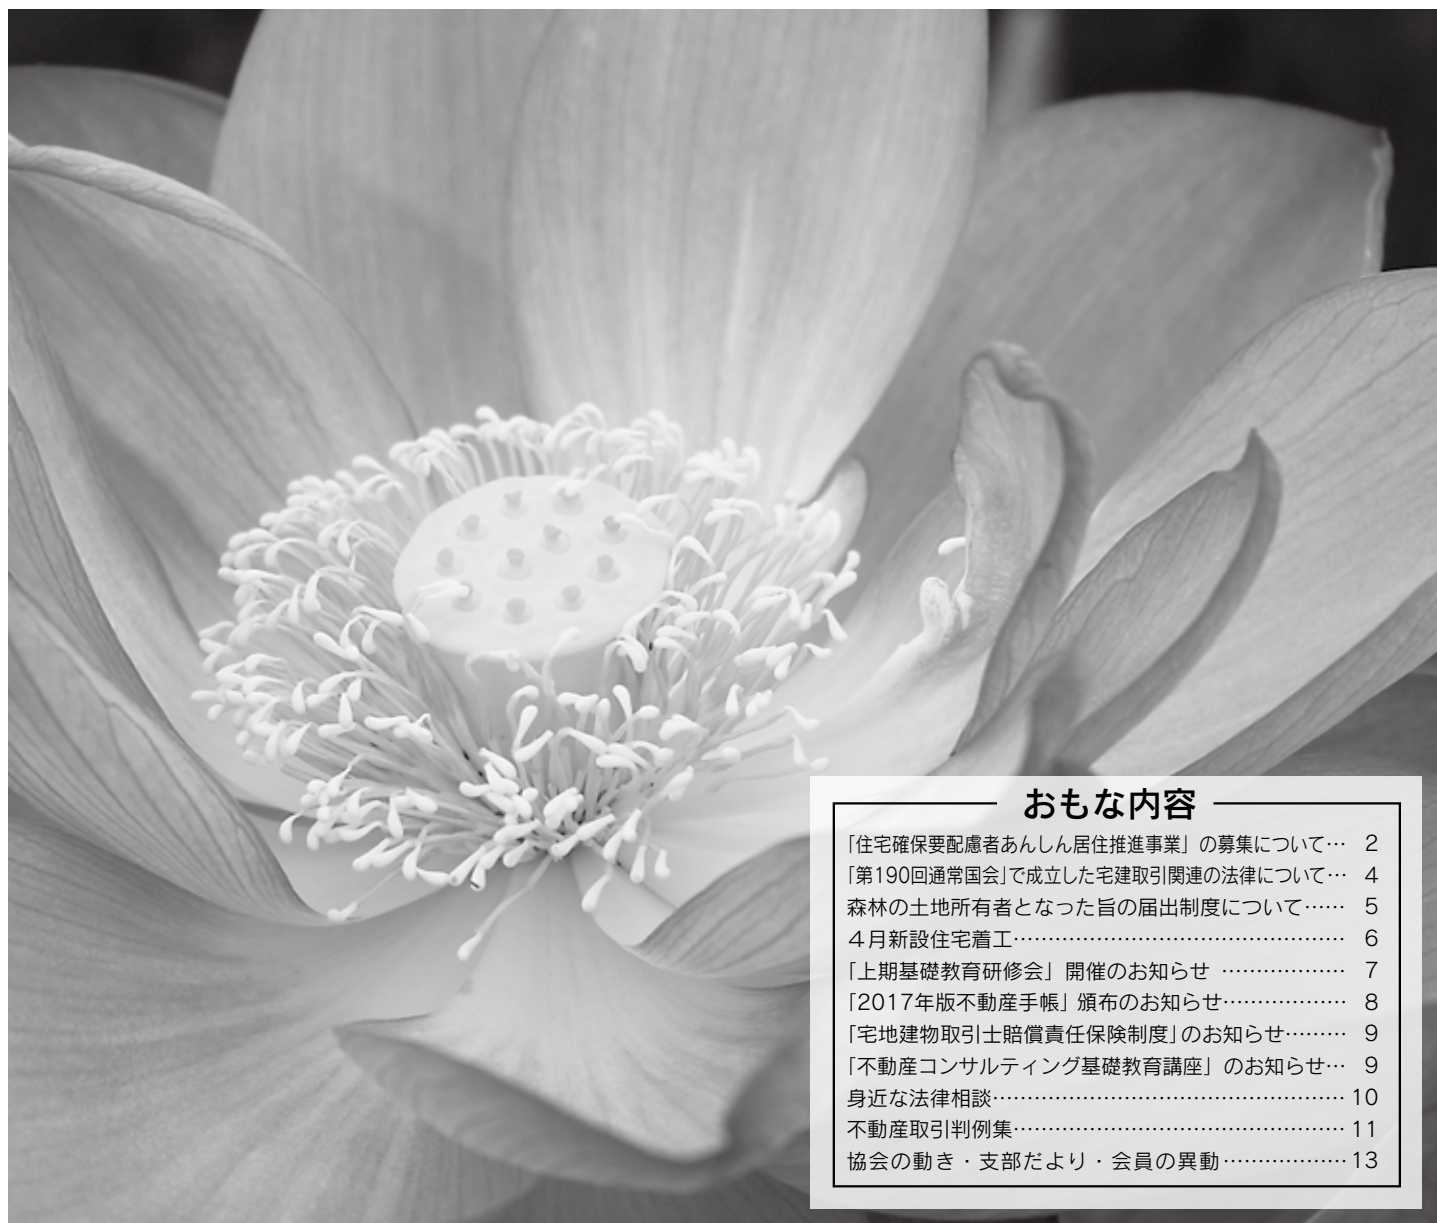 おもな内容
「住宅確保要配慮者あんしん居住推進事業」の募集について… 2
「第190回通常国会」で成立した宅建取引関連の法律について… 4
森林の土地所有者となった旨の届出制度について…… 5
４月新設住宅着工………………………………………… 6
「上期基礎教育研修会」開催のお知らせ ……………… 7
「2017年版不動産手帳」頒布のお知らせ……………… 8
「宅地建物取引士賠償責任保険制度」のお知らせ……… 9
「不動産コンサルティング基礎教育講座」のお知らせ… 9
身近な法律相談…………………………………………… 10
不動産取引判例集………………………………………… 11
協会の動き・支部だより・会員の異動……………… 13